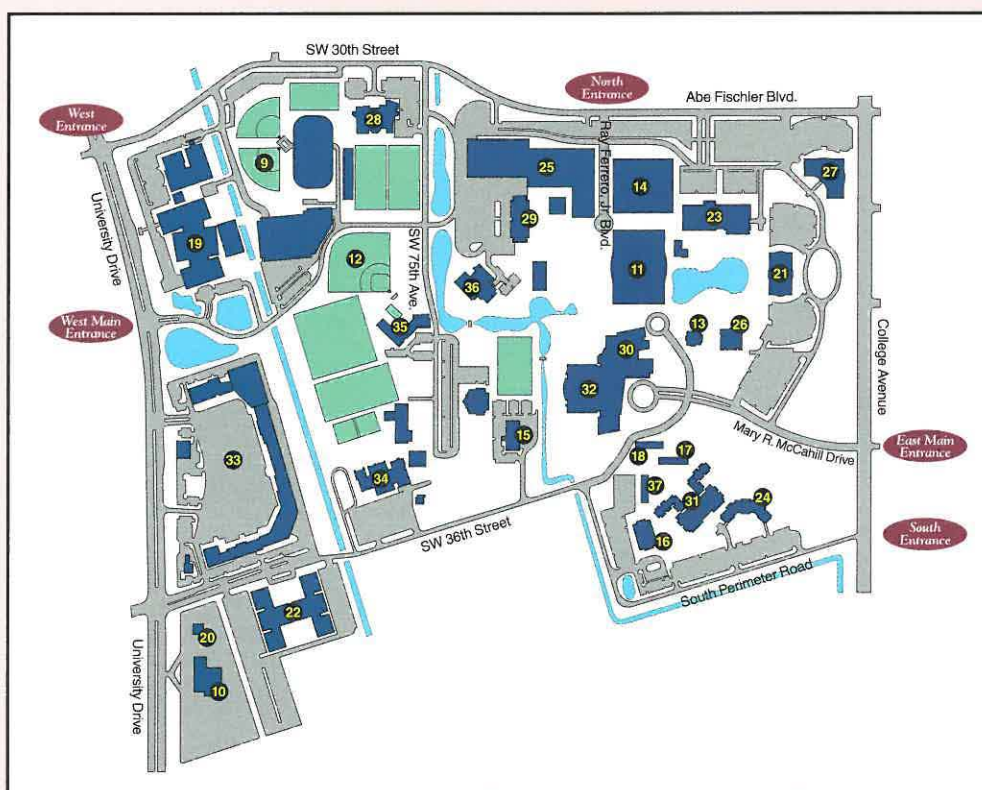 SW 30th Street
North
Entrance
Abe Fischler Blvd.
West
Entrance
28
9
25
14
27
Ray Ferrero Jr. Blvd.
29
23
19
University Drive
12
SW 75th Ave.
11
21
36
West Main
Entrance
35
13
26
30
College Avenue
32
Mary R. McCahill Drive
15
East Main
Entrance
33
18
17
34
37
31
24
SW 36th Street
16
South
Entrance
South Perimeter Road
22
20
University Drive
10